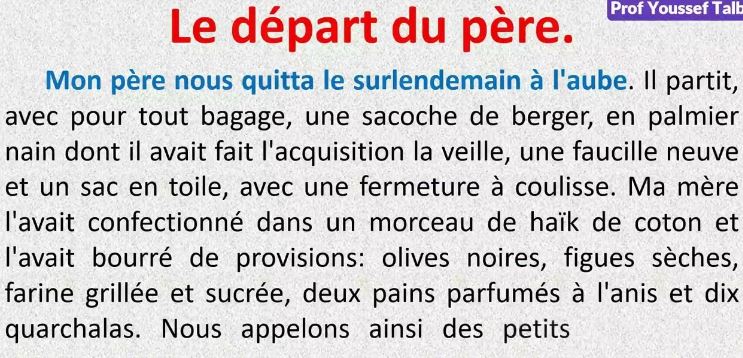 Prof Youssef Talb
Le départ du père.
Mon père nous quitta le surlendemain à l'aube. Il partit,
avec pour tout bagage, une sacoche de berger, en palmier
nain dont il avait fait l'acquisition la veille, une faucille neuve
et un sac en toile, avec une fermeture à coulisse. Ma mère
l'avait confectionné dans un morceau de haïk de coton et
l'avait bourré de provisions: olives noires, figues sèches,
farine grillée et sucrée, deux pains parfumés à l'anis et dix
quarchalas. Nous appelons ainsi des petits